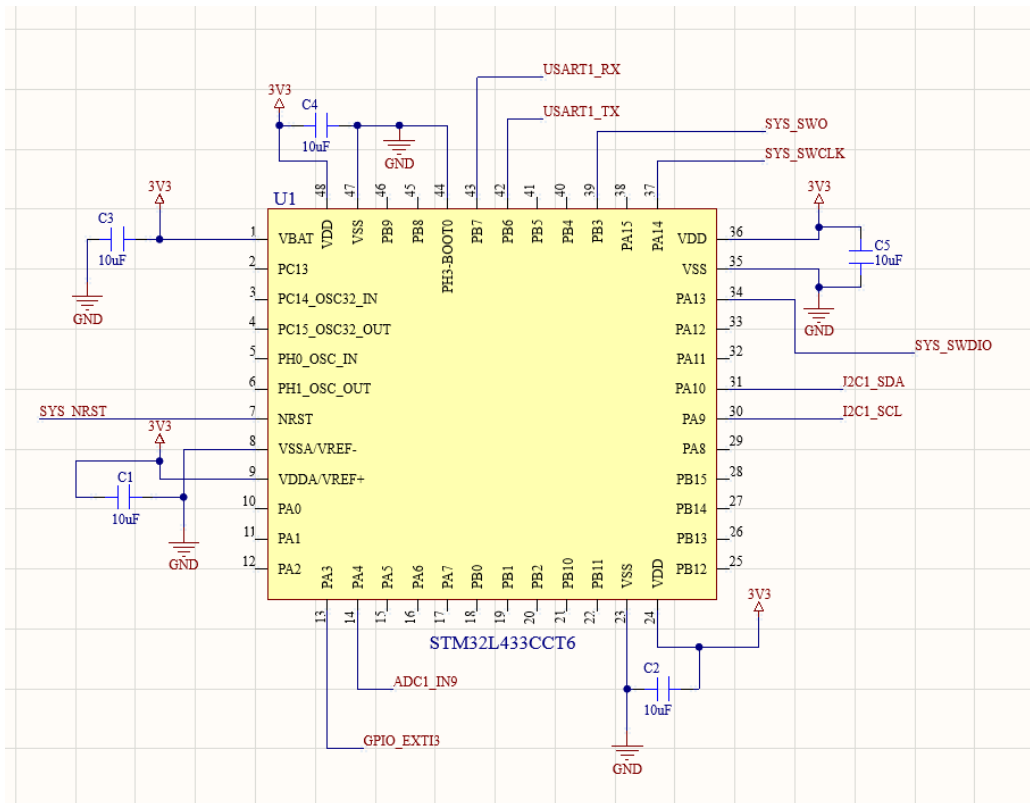 USART1_RX
3V3
C4
10uF
GND
USART1_TX
SYS_SWO
SYS_SWCLK
48 47 46 45 44 43 42 41 40 39 38 37
U1
VDD VSS PB9 PB8 PH3-BOOT0 PB7 PB6 PB5 PB4 PB3 PA15 PA14
3V3
C3
10uF
GND
3V3
C5
10uF
GND
1 VBAT
2 PC13
3 PC14_OSC32_IN
4 PC15_OSC32_OUT
5 PH0_OSC_IN
6 PH1_OSC_OUT
SYS_NRST 7 NRST
8 VSSA/VREF-
9 VDDA/VREF+
10 PA0
11 PA1
12 PA2
3V3
C1
10uF
GND
VDD 36
VSS 35
PA13 34
SYS_SWDIO
PA12 33
PA11 32
PA10 31 I2C1_SDA
PA9 30 I2C1_SCL
PA8 29
PB15 28
PB14 27
PB13 26
PB12 25
PA3 PA4 PA5 PA6 PA7 PB0 PB1 PB2 PB10 PB11 VSS VDD
13 14 15 16 17 18 19 20 21 22 23 24
STM32L433CCT6
3V3
C2
10uF
GND
ADC1_IN9
GPIO_EXTI3